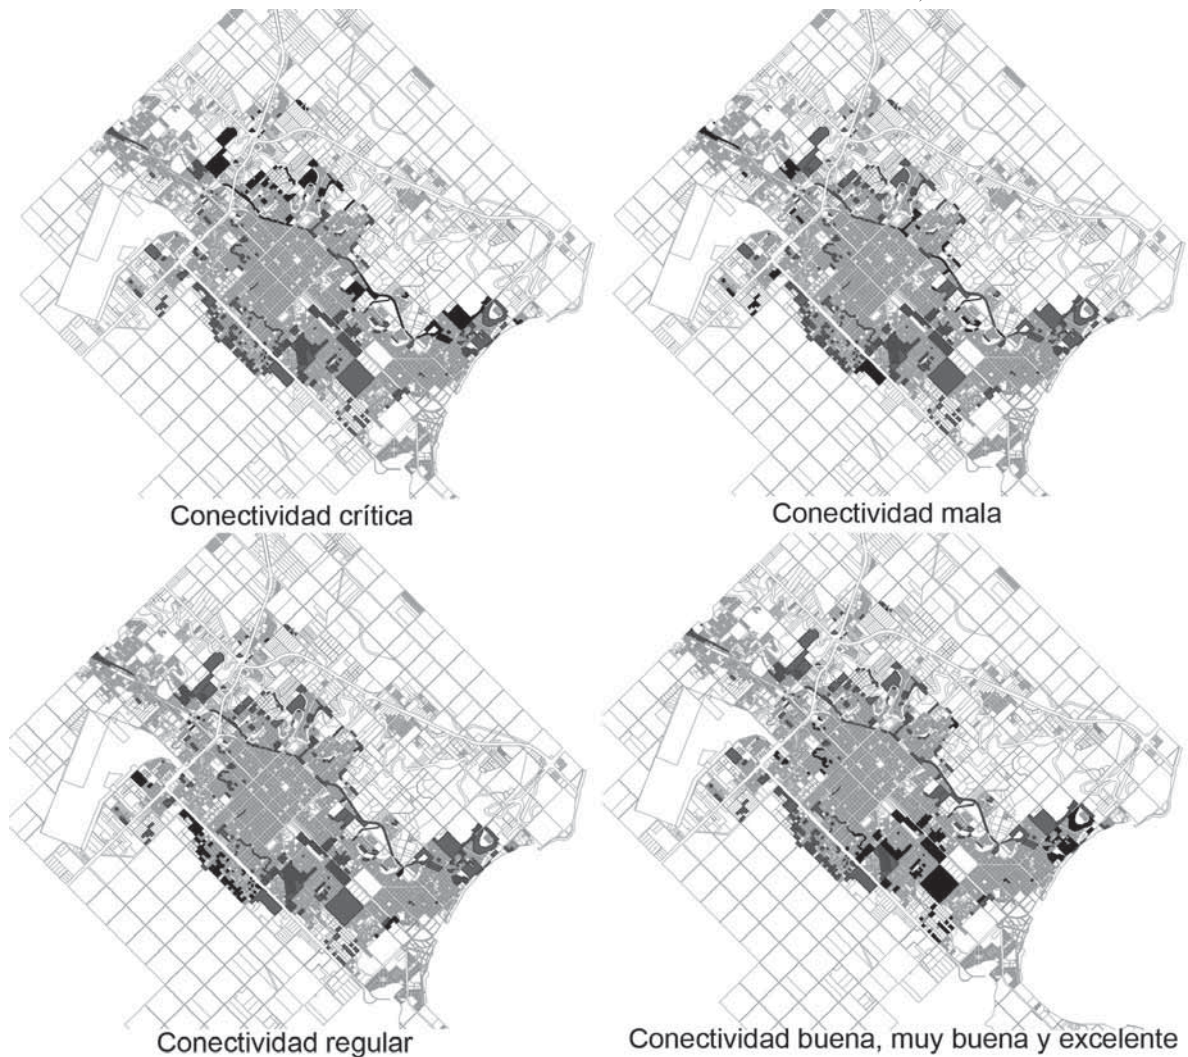 Conectividad crítica
Conectividad mala
Conectividad regular
Conectividad buena, muy buena y excelente